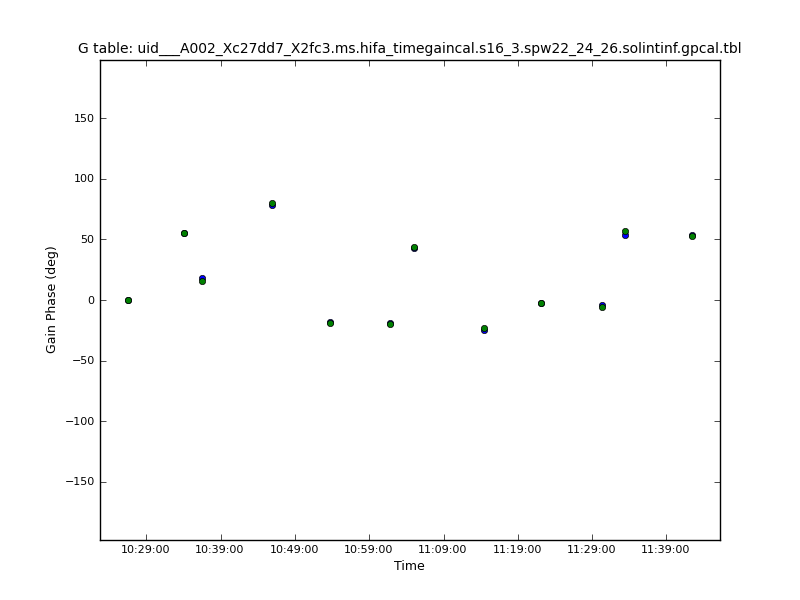 G table: uid___A002_Xc27dd7_X2fc3.ms.hifa_timegaincal.s16_3.spw22_24_26.solintinf.gpcal.tbl
150
100
50
0
−50
−100
−150
Gain Phase (deg)
10:29:00 10:39:00 10:49:00 10:59:00 11:09:00 11:19:00 11:29:00 11:39:00
Time